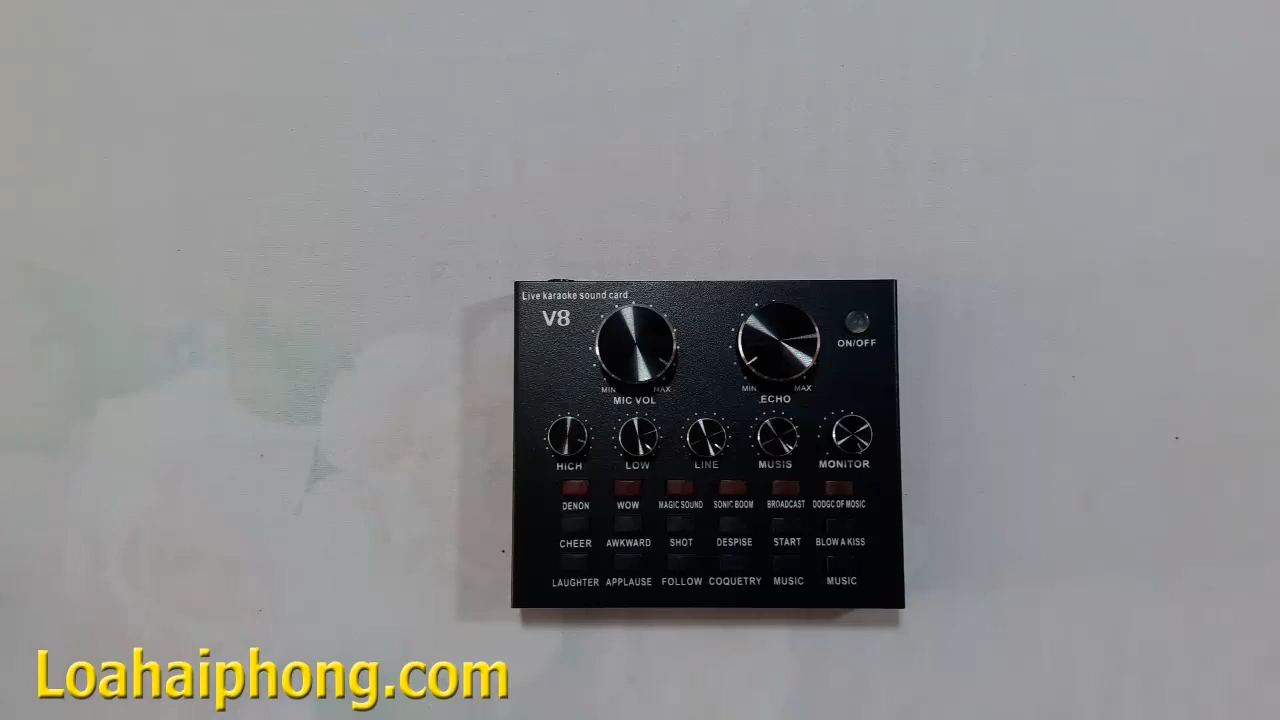 Live karaoke sound card
V8
ON/OFF
MIN MAX
MIC VOL
MIN MAX
ECHO
HICH LOW LINE MUSIS MONITOR
DENON WOW MAGIC SOUND SONIC BOOM BROADCAST DODGC OF MOSIC
CHEER AWKWARD SHOT DESPISE START BLOW A KISS
LAUGHTER APPLAUSE FOLLOW COQUETRY MUSIC MUSIC
Loahaiphong.com